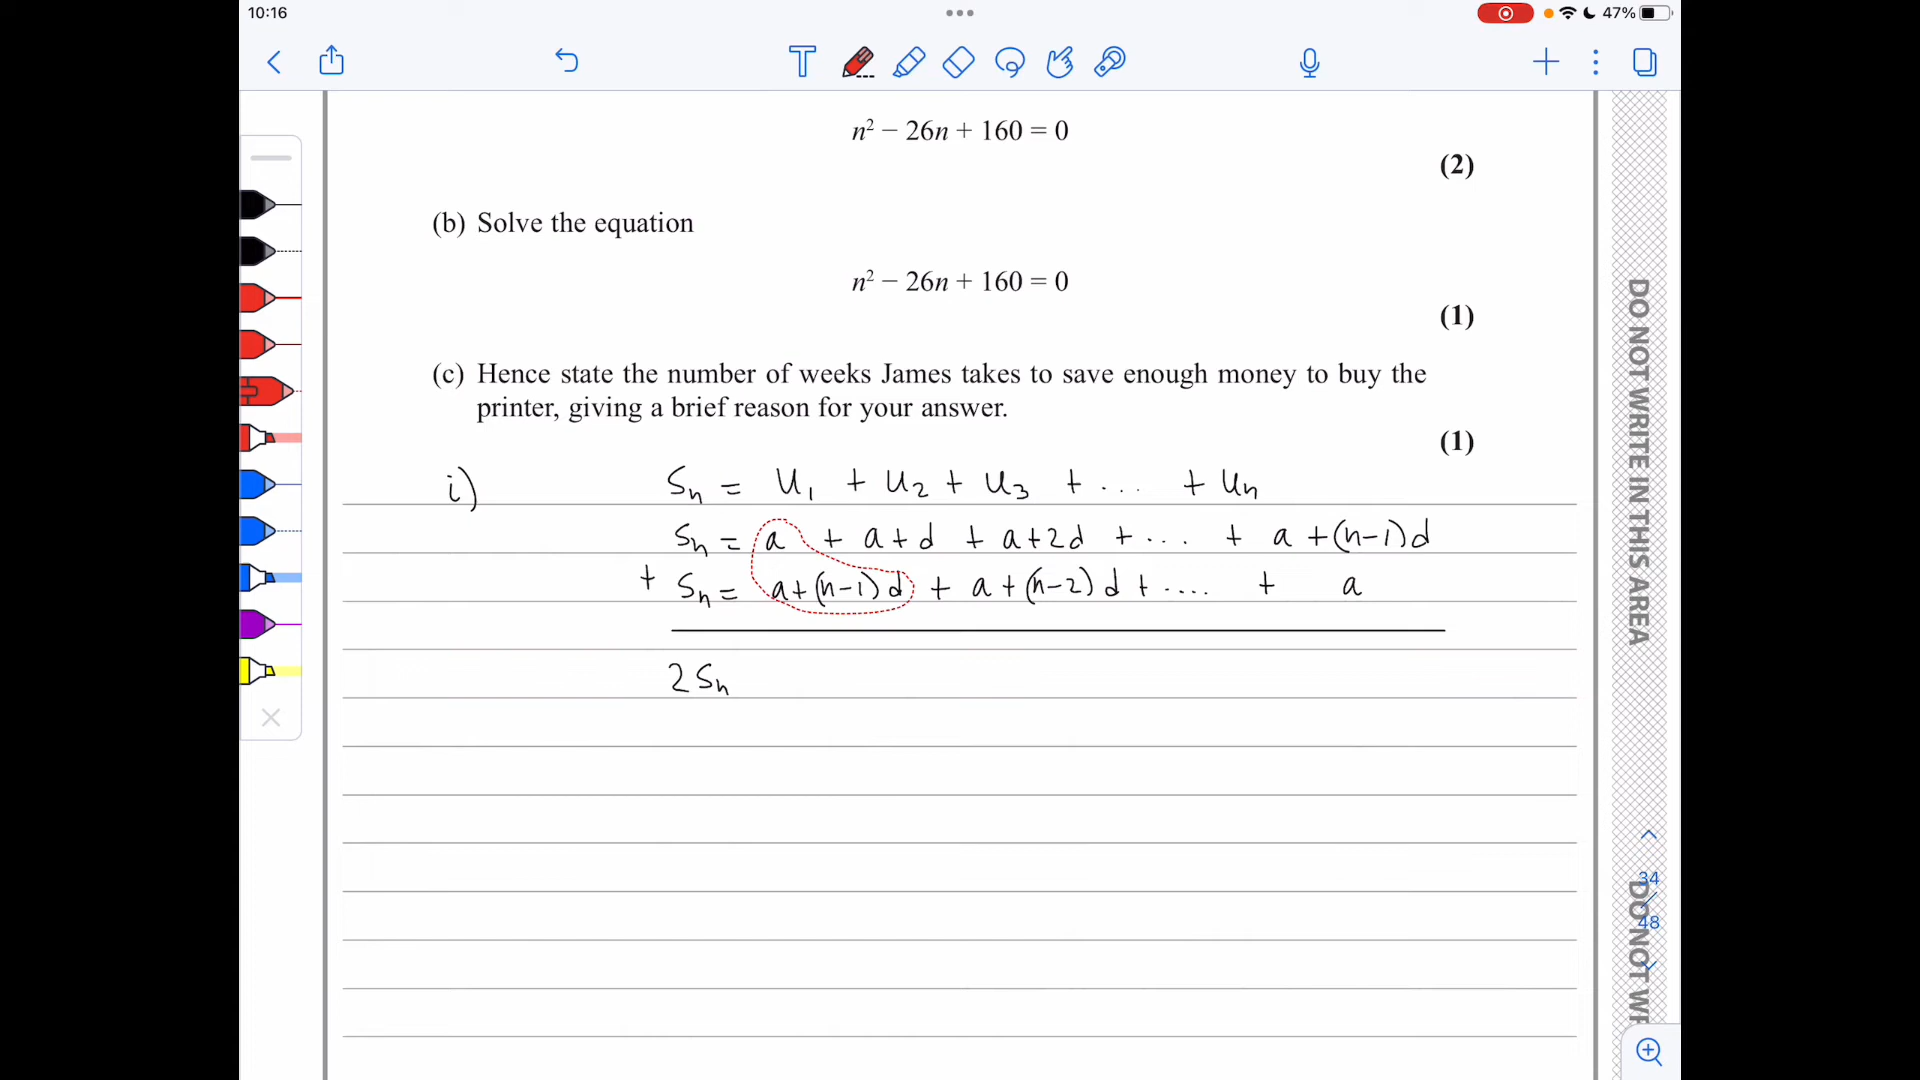 10:16
47%
n² − 26n + 160 = 0
(2)
(b) Solve the equation
n² − 26n + 160 = 0
(1)
(c) Hence state the number of weeks James takes to save enough money to buy the
printer, giving a brief reason for your answer.
(1)
i) Sn = U1 + U2 + U3 + ... + Un
Sn = a + a+d + a+2d + ... + a+(n-1)d
+ Sn = a+(n-1)d + a+(n-2)d + .... + a
2Sn
DO NOT WRITE IN THIS AREA
34
48
DO NOT WR